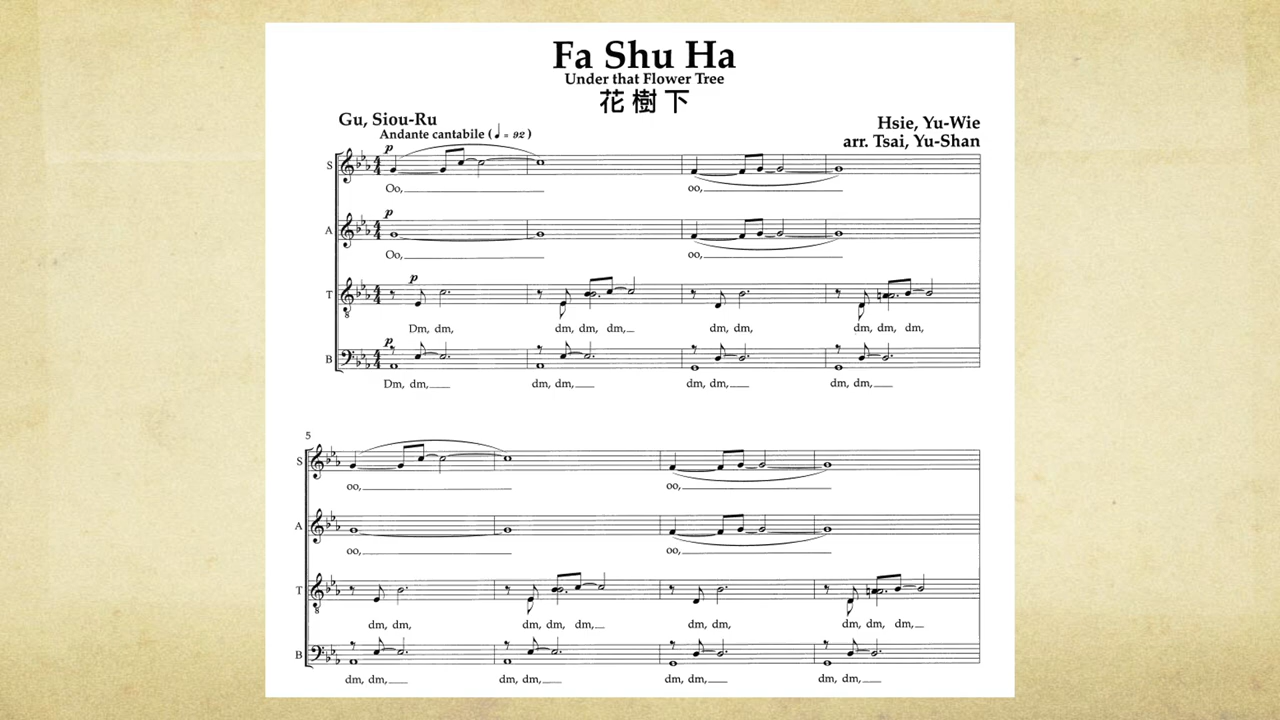 Fa Shu Ha
Under that Flower Tree
花樹下
Gu, Siou-Ru
Hsie, Yu-Wie
Andante cantabile (♩ = 92)
arr. Tsai, Yu-Shan
p
S
Oo, oo,
p
A
Oo, oo,
p
T
8
Dm, dm, dm, dm, dm, dm, dm, dm, dm, dm,
p
B
Dm, dm, dm, dm, dm, dm, dm, dm,
5
S
oo, oo,
A
oo, oo,
T
8
dm, dm, dm, dm, dm, dm, dm, dm, dm, dm,
B
dm, dm, dm, dm, dm, dm, dm, dm,